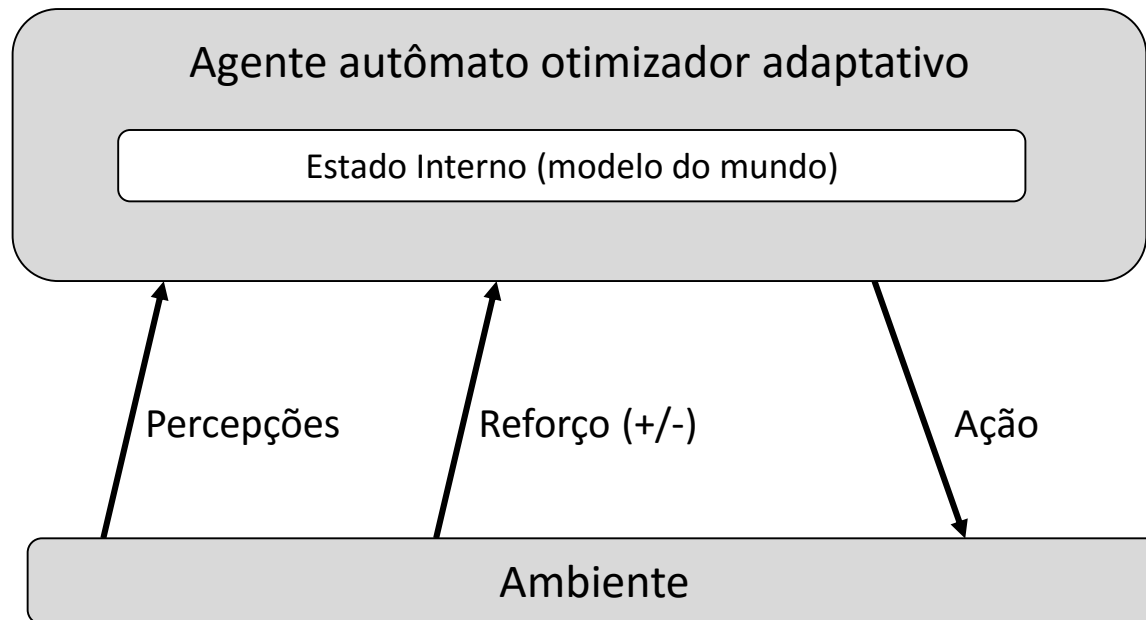 Agente autômato otimizador adaptativo
Estado Interno (modelo do mundo)
Percepções
Reforço (+/-)
Ação
Ambiente